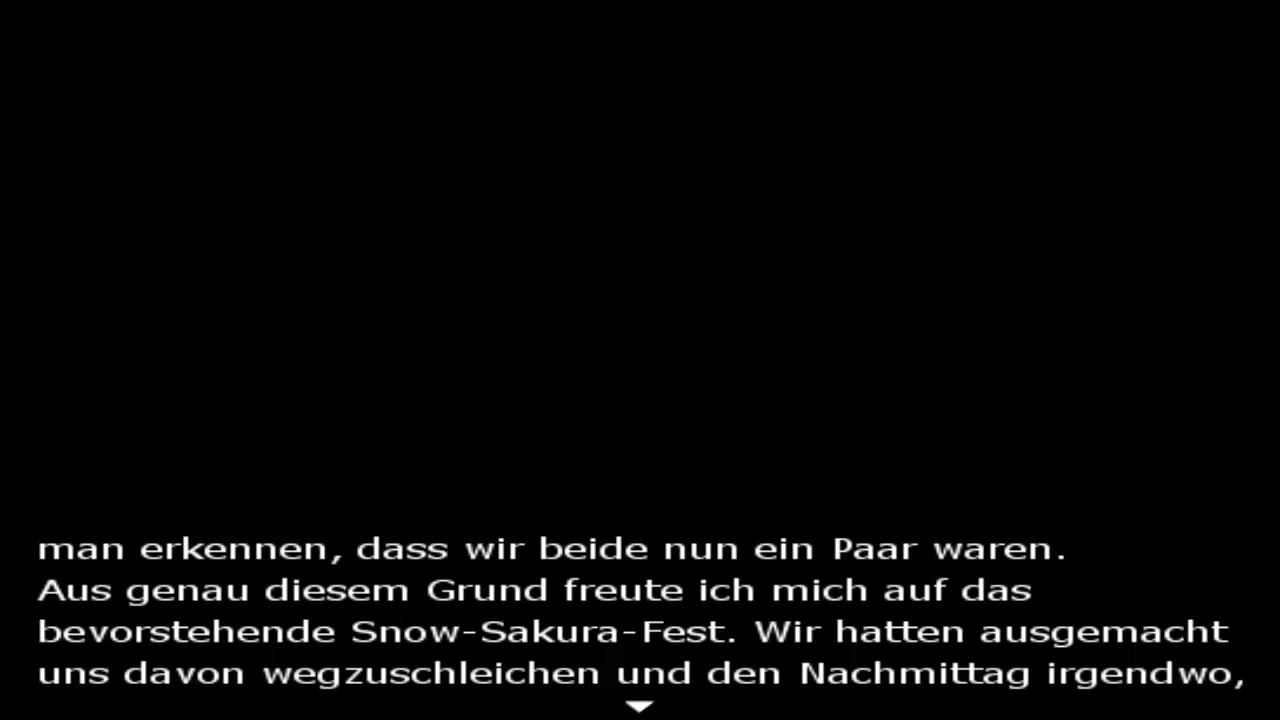 man erkennen, dass wir beide nun ein Paar waren.
Aus genau diesem Grund freute ich mich auf das
bevorstehende Snow-Sakura-Fest. Wir hatten ausgemacht
uns davon wegzuschleichen und den Nachmittag irgendwo,